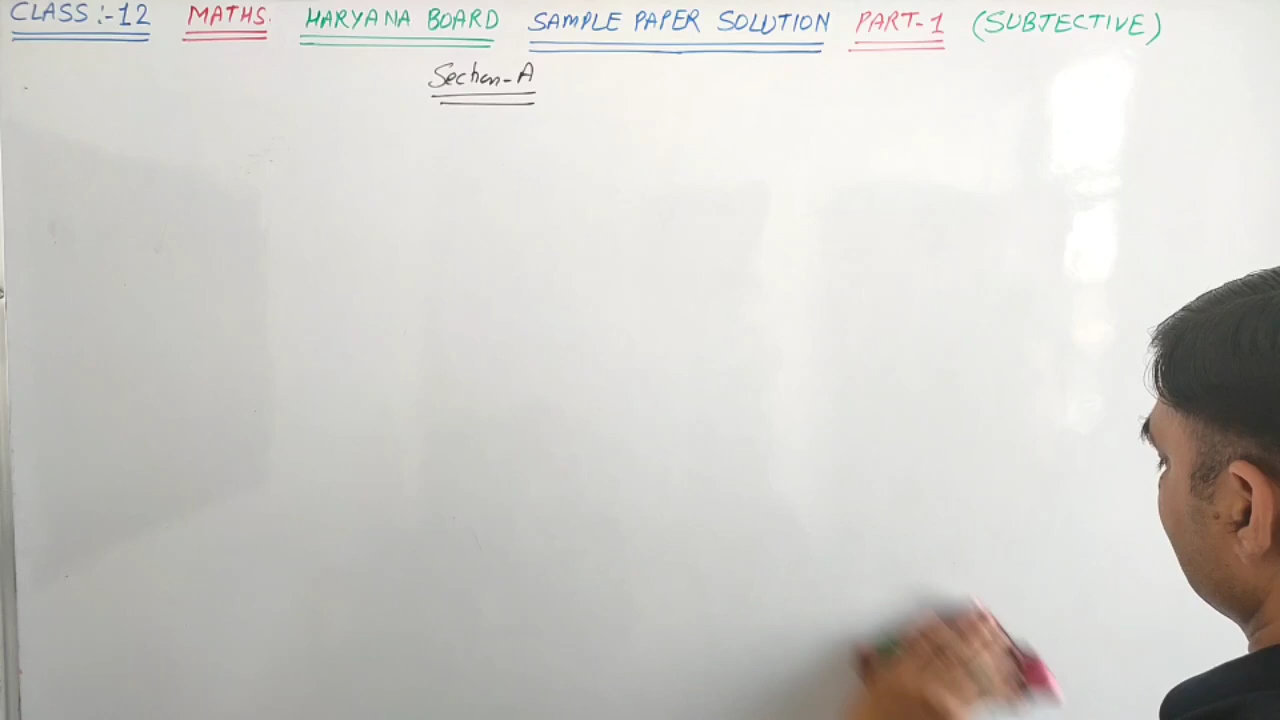 CLASS :- 12 MATHS. HARYANA BOARD SAMPLE PAPER SOLUTION PART-1 (SUBJECTIVE)
Section-A